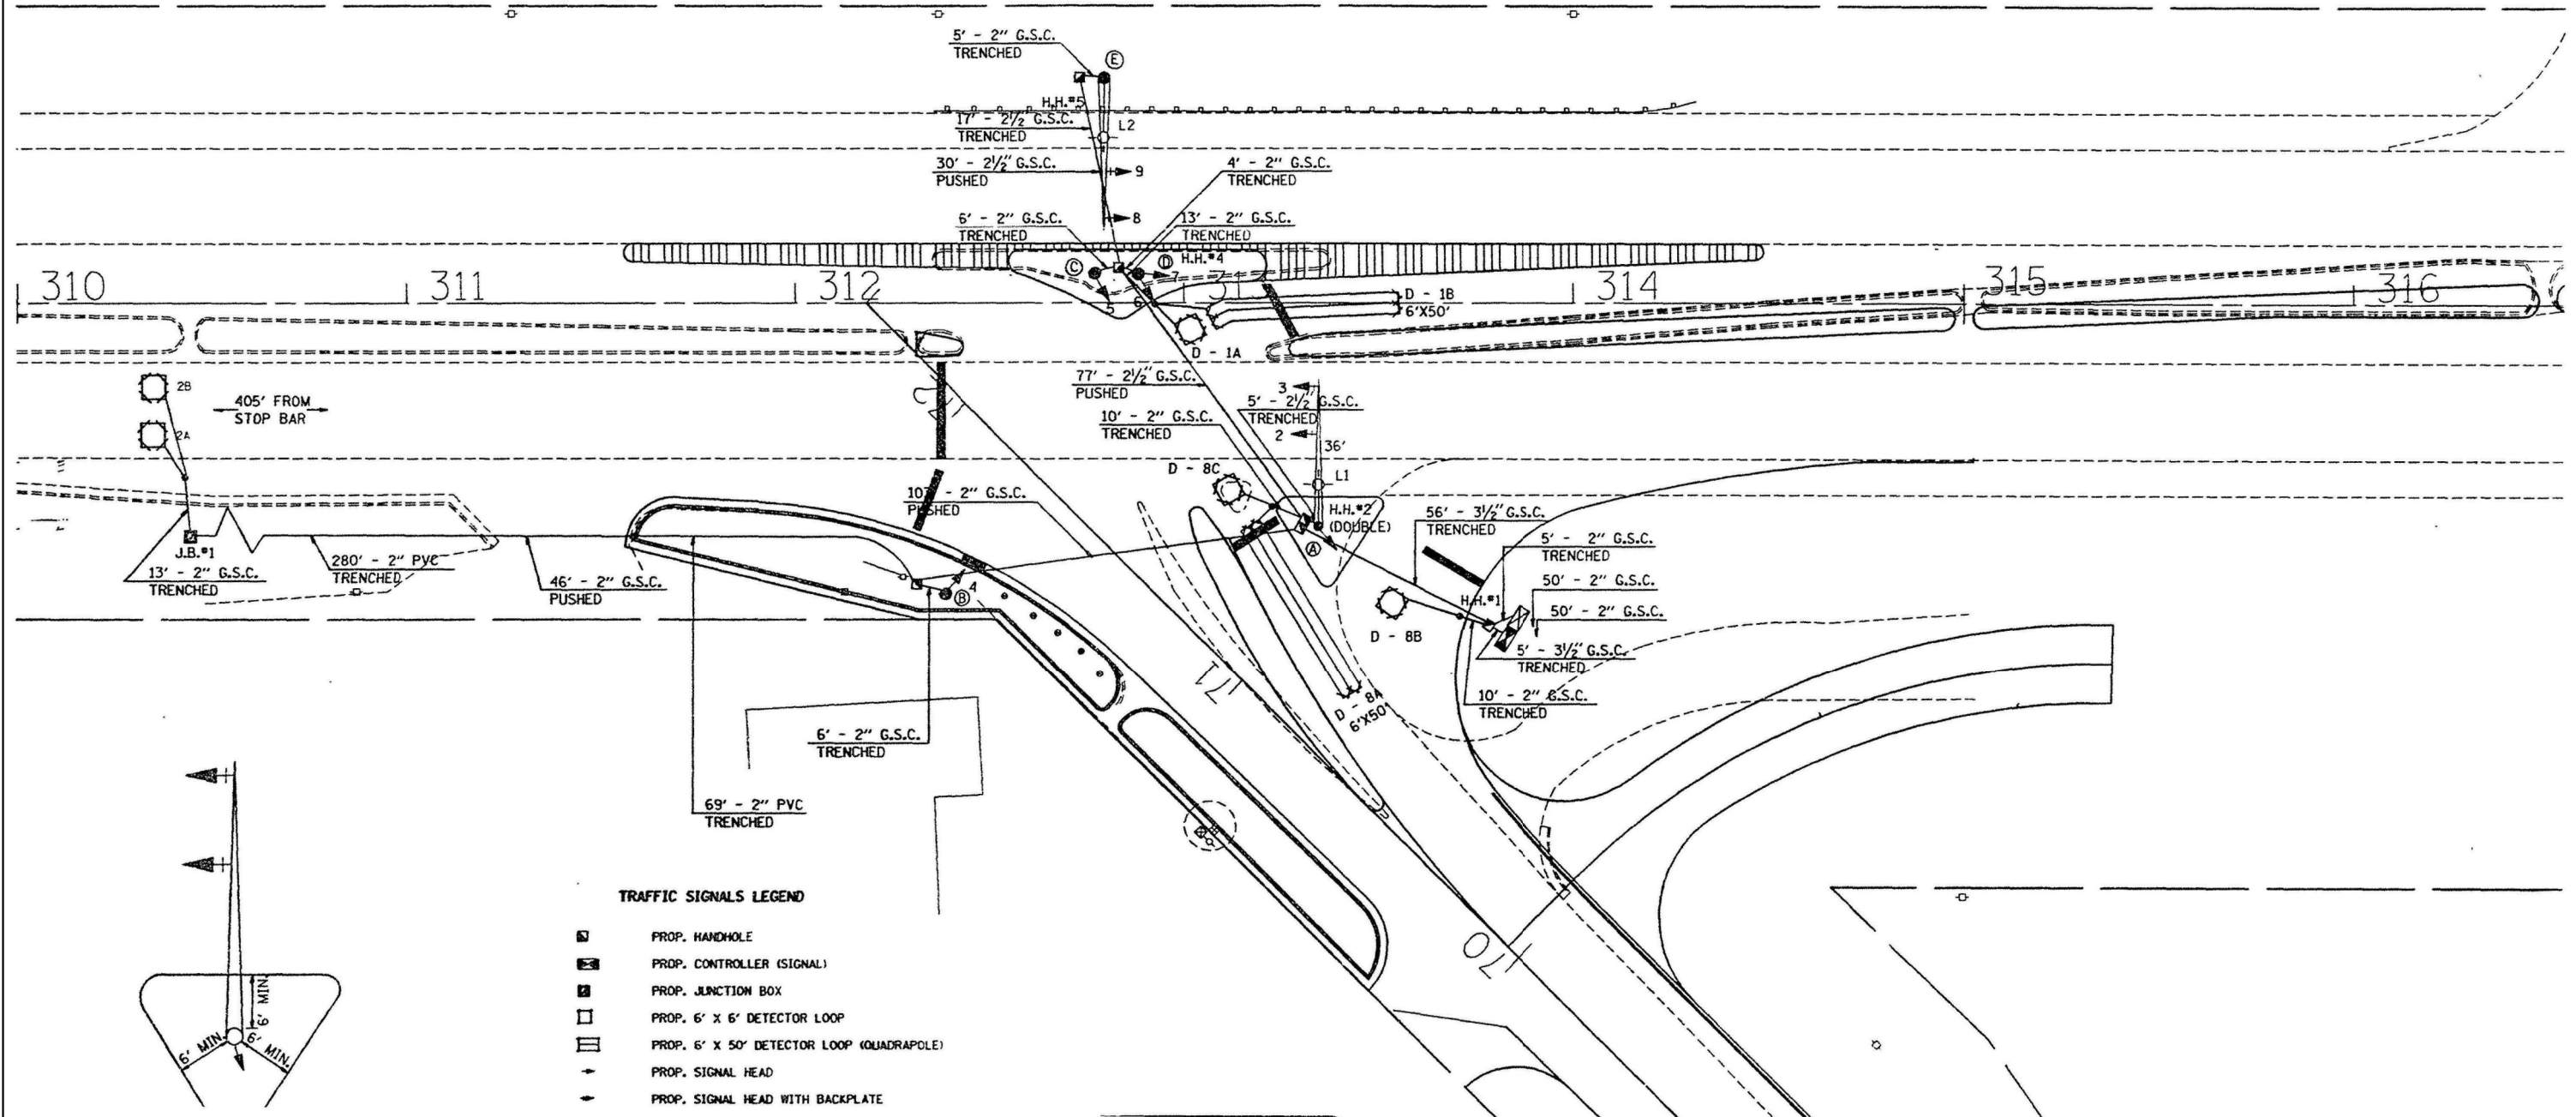 5' - 2" G.S.C.
TRENCHED
E
H.H.#5
17' - 2½" G.S.C.
TRENCHED
L2
30' - 2½" G.S.C.
PUSHED
9
4' - 2" G.S.C.
TRENCHED
8
6' - 2" G.S.C.
TRENCHED
13' - 2" G.S.C.
TRENCHED
C
D
H.H.#4
7
310
311
312
5
6
31
314
315
316
D - 1B
6'X50'
D - 1A
2B
405' FROM
STOP BAR
2A
77' - 2½" G.S.C.
PUSHED
3
5' - 2½" G.S.C.
TRENCHED
10' - 2" G.S.C.
TRENCHED
2
36'
72
D - 8C
L1
107' - 2" G.S.C.
PUSHED
H.H.#2
(DOUBLE)
A
56' - 3½" G.S.C.
TRENCHED
5' - 2" G.S.C.
TRENCHED
J.B.#1
13' - 2" G.S.C.
TRENCHED
280' - 2" PVC
TRENCHED
46' - 2" G.S.C.
PUSHED
4
B
50' - 2" G.S.C.
H.H.#1
50' - 2" G.S.C.
D - 8B
5' - 3½" G.S.C.
TRENCHED
71
10' - 2" G.S.C.
TRENCHED
D - 8A
6'X50'
6' - 2" G.S.C.
TRENCHED
69' - 2" PVC
TRENCHED
70
6' MIN.
6' MIN.
6' MIN.
TRAFFIC SIGNALS LEGEND
PROP. HANDHOLE
PROP. CONTROLLER (SIGNAL)
PROP. JUNCTION BOX
PROP. 6' X 6' DETECTOR LOOP
PROP. 6' X 50' DETECTOR LOOP (QUADRAPOLE)
PROP. SIGNAL HEAD
PROP. SIGNAL HEAD WITH BACKPLATE